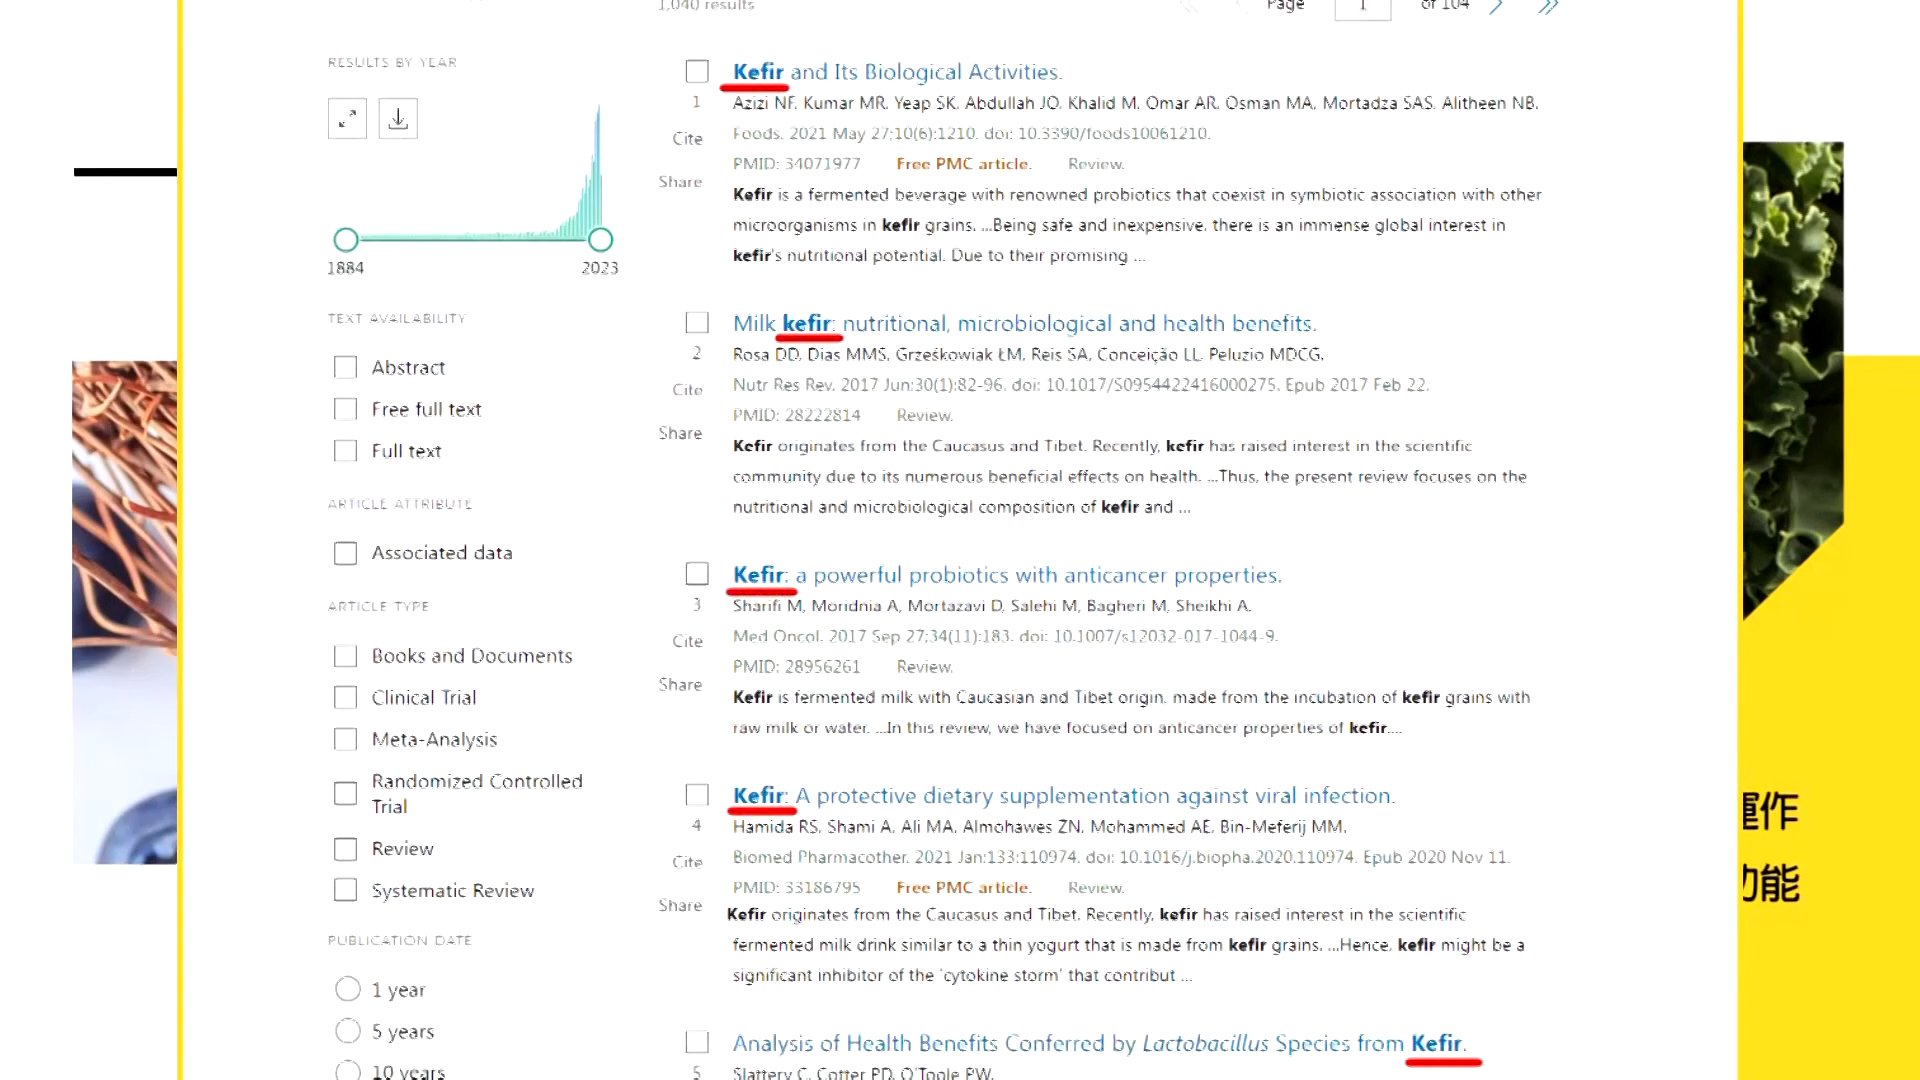 1,040 results
Page 1 of 104
RESULTS BY YEAR
1884 2023
TEXT AVAILABILITY
Abstract
Free full text
Full text
ARTICLE ATTRIBUTE
Associated data
ARTICLE TYPE
Books and Documents
Clinical Trial
Meta-Analysis
Randomized Controlled
Trial
Review
Systematic Review
PUBLICATION DATE
1 year
5 years
10 years
Kefir and Its Biological Activities.
1 Azizi NF, Kumar MR, Yeap SK, Abdullah JO, Khalid M, Omar AR, Osman MA, Mortadza SAS, Alitheen NB.
Cite Foods. 2021 May 27;10(6):1210. doi: 10.3390/foods10061210.
PMID: 34071977 Free PMC article. Review.
Share Kefir is a fermented beverage with renowned probiotics that coexist in symbiotic association with other
microorganisms in kefir grains. ...Being safe and inexpensive, there is an immense global interest in
kefir's nutritional potential. Due to their promising ...
Milk kefir: nutritional, microbiological and health benefits.
2 Rosa DD, Dias MMS, Grześkowiak ŁM, Reis SA, Conceição LL, Peluzio MDCG.
Cite Nutr Res Rev. 2017 Jun;30(1):82-96. doi: 10.1017/S0954422416000275. Epub 2017 Feb 22.
PMID: 28222814 Review.
Share Kefir originates from the Caucasus and Tibet. Recently, kefir has raised interest in the scientific
community due to its numerous beneficial effects on health. ...Thus, the present review focuses on the
nutritional and microbiological composition of kefir and ...
Kefir: a powerful probiotics with anticancer properties.
3 Sharifi M, Moridnia A, Mortazavi D, Salehi M, Bagheri M, Sheikhi A.
Cite Med Oncol. 2017 Sep 27;34(11):183. doi: 10.1007/s12032-017-1044-9.
PMID: 28956261 Review.
Share Kefir is fermented milk with Caucasian and Tibet origin, made from the incubation of kefir grains with
raw milk or water. ...In this review, we have focused on anticancer properties of kefir....
Kefir: A protective dietary supplementation against viral infection.
4 Hamida RS, Shami A, Ali MA, Almohawes ZN, Mohammed AE, Bin-Meferij MM.
Cite Biomed Pharmacother. 2021 Jan;133:110974. doi: 10.1016/j.biopha.2020.110974. Epub 2020 Nov 11.
PMID: 33186795 Free PMC article. Review.
Share Kefir originates from the Caucasus and Tibet. Recently, kefir has raised interest in the scientific
fermented milk drink similar to a thin yogurt that is made from kefir grains. ...Hence, kefir might be a
significant inhibitor of the 'cytokine storm' that contribut ...
Analysis of Health Benefits Conferred by Lactobacillus Species from Kefir.
5 Slattery C, Cotter PD, O'Toole PW.
運作
功能